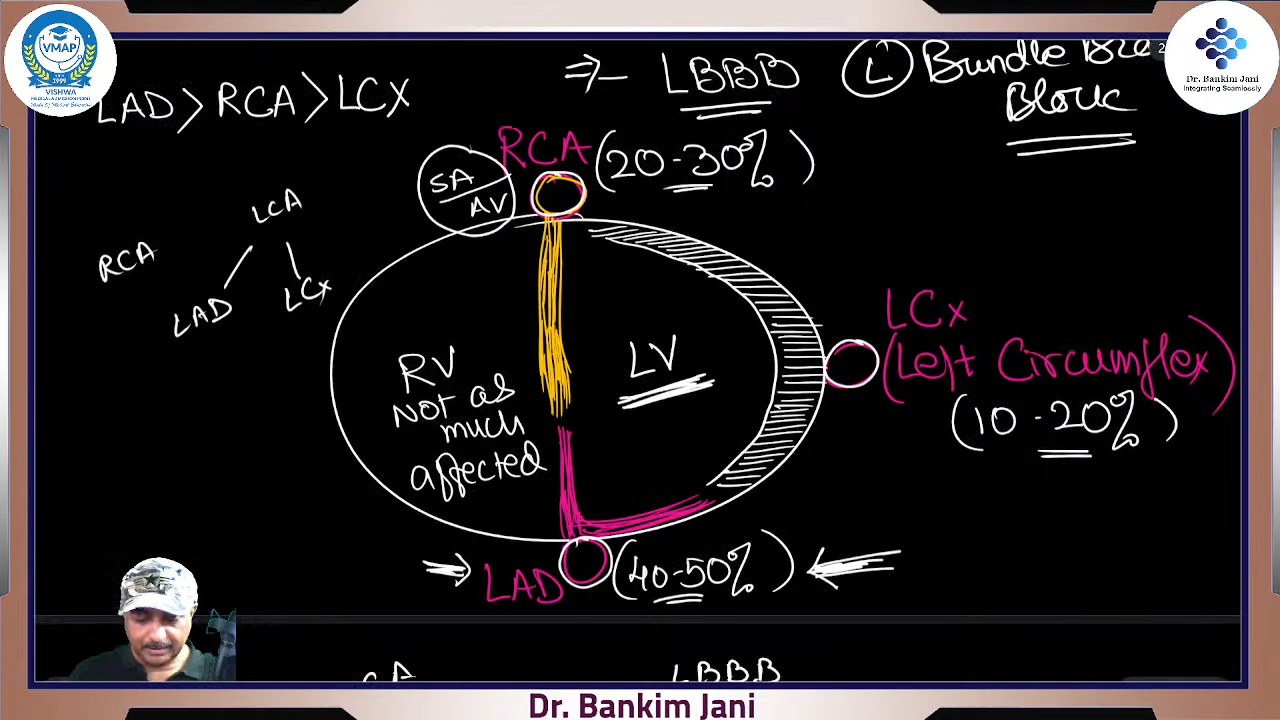 VMAP
VISHWA
LAD > RCA > LCX
⇒ LBBB
L Bundle
Block
Dr. Bankim Jani
Integrating Seamlessly
RCA (20-30%)
SA
AV
LCA
RCA
LAD
LCx
LCx
(Left Circumflex)
(10-20%)
RV
Not as
much
affected
LV
LAD (40-50%)
LBBB
Dr. Bankim Jani